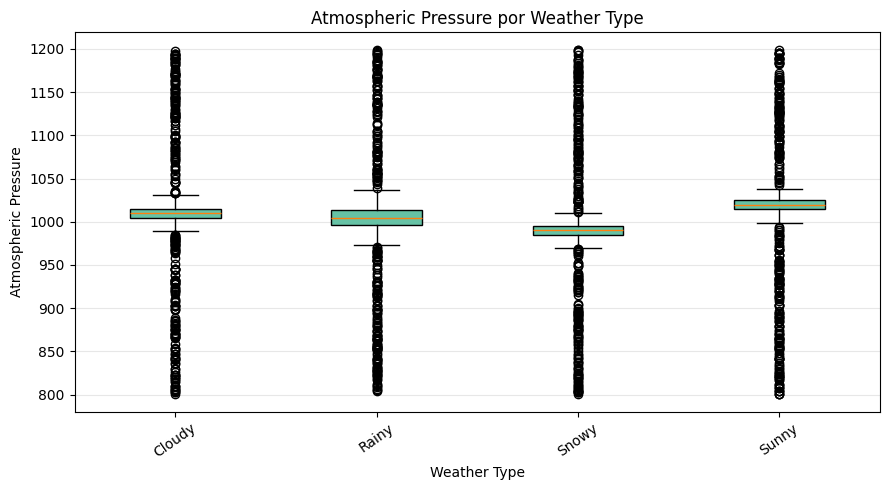 Atmospheric Pressure por Weather Type
Atmospheric Pressure
1200
1150
1100
1050
1000
950
900
850
800
Cloudy
Rainy
Snowy
Sunny
Weather Type